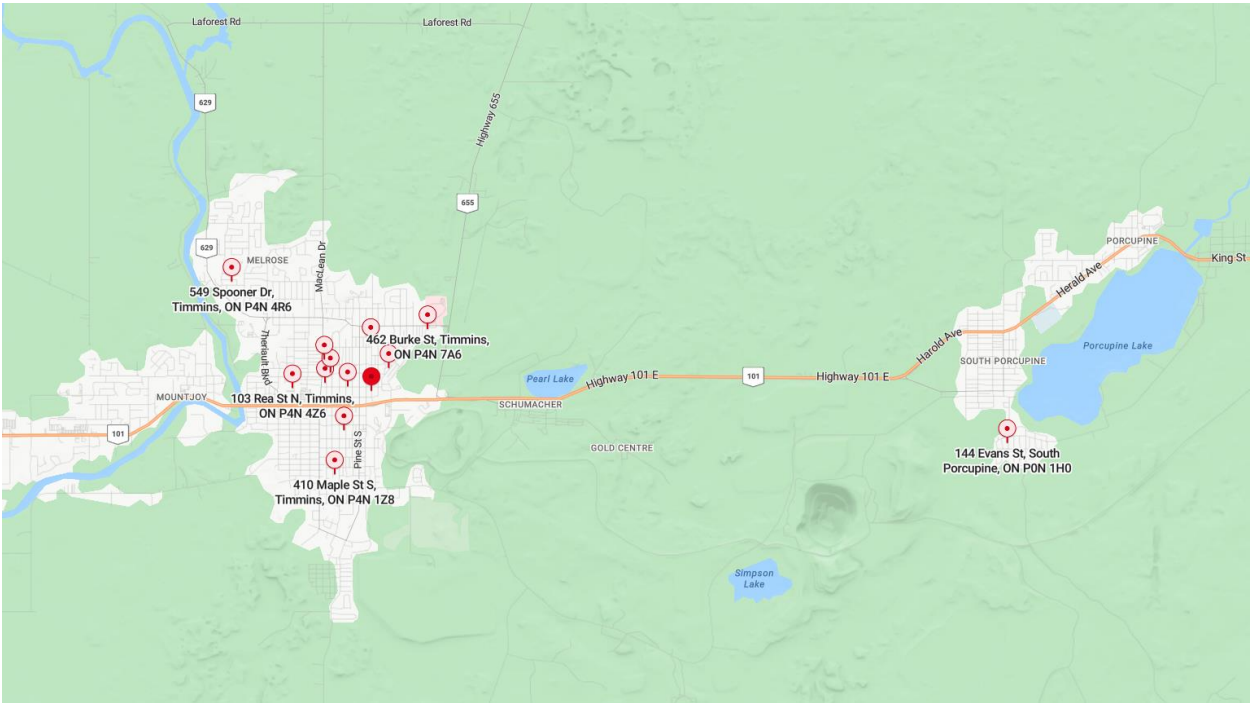 Laforest Rd
Laforest Rd
629
Highway 655
655
629
MELROSE
MacLean Dr
549 Spooner Dr,
Timmins, ON P4N 4R6
462 Burke St, Timmins,
ON P4N 7A6
Theriault Blvd
103 Rea St N, Timmins,
ON P4N 4Z6
MOUNTJOY
101
Pine St S
410 Maple St S,
Timmins, ON P4N 1Z8
Pearl Lake
SCHUMACHER
Highway 101 E
101
Highway 101 E
GOLD CENTRE
Simpson
Lake
Harold Ave
Herald Ave
PORCUPINE
King St
SOUTH PORCUPINE
Porcupine Lake
144 Evans St, South
Porcupine, ON P0N 1H0